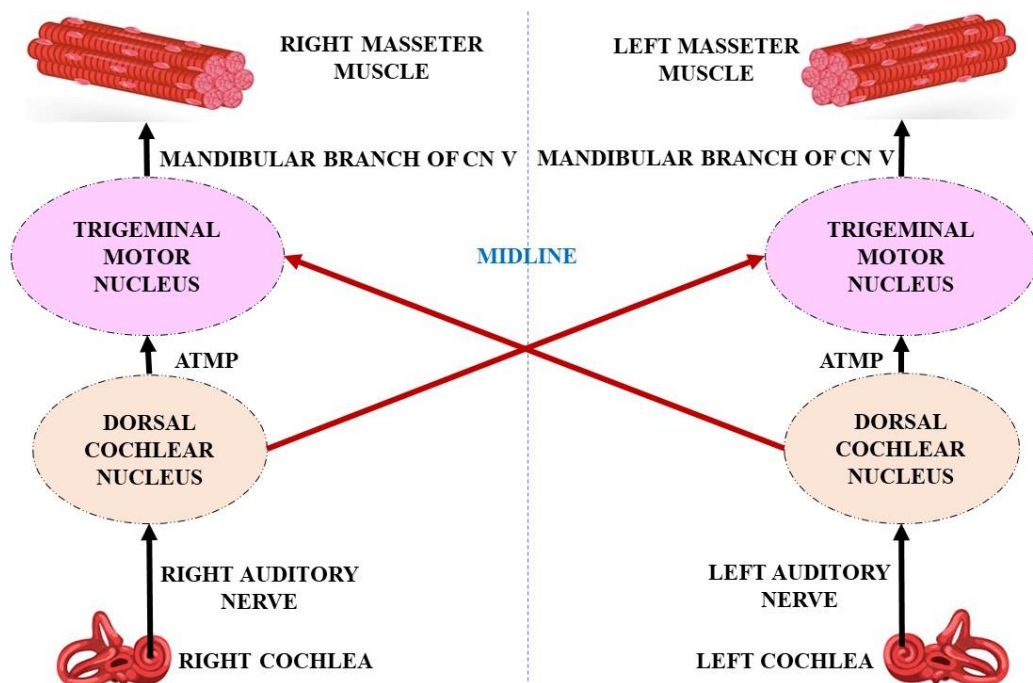 RIGHT MASSETER
MUSCLE
LEFT MASSETER
MUSCLE
MANDIBULAR BRANCH OF CN V
MANDIBULAR BRANCH OF CN V
TRIGEMINAL
MOTOR
NUCLEUS
MIDLINE
TRIGEMINAL
MOTOR
NUCLEUS
ATMP
ATMP
DORSAL
COCHLEAR
NUCLEUS
DORSAL
COCHLEAR
NUCLEUS
RIGHT AUDITORY
NERVE
LEFT AUDITORY
NERVE
RIGHT COCHLEA
LEFT COCHLEA